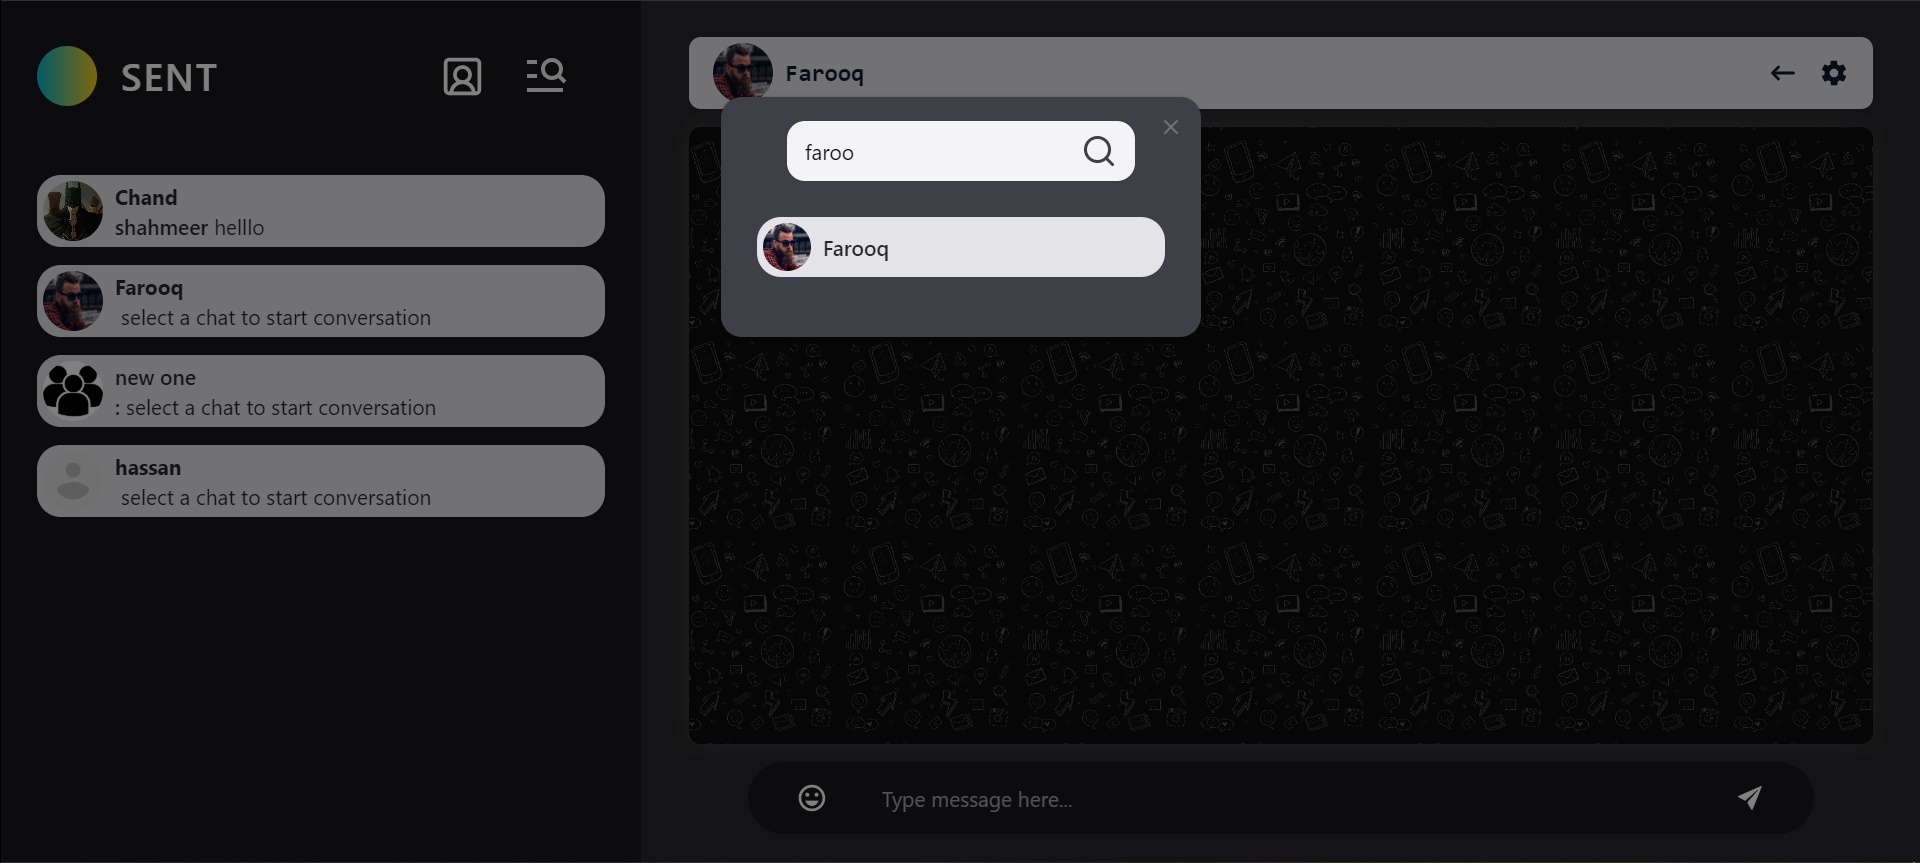 SENT
Chand
shahmeer helllo
Farooq
select a chat to start conversation
new one
: select a chat to start conversation
hassan
select a chat to start conversation
Farooq
faroo
Farooq
Type message here...